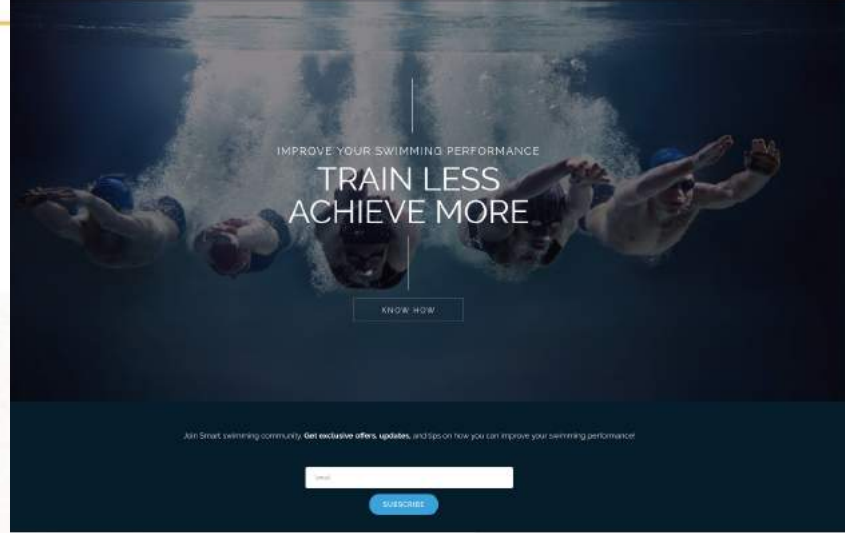 IMPROVE YOUR SWIMMING PERFORMANCE
TRAIN LESS
ACHIEVE MORE
KNOW HOW
Join Smart swimming community. Get exclusive offers, updates, and tips on how you can improve your swimming performance!
Email
SUBSCRIBE